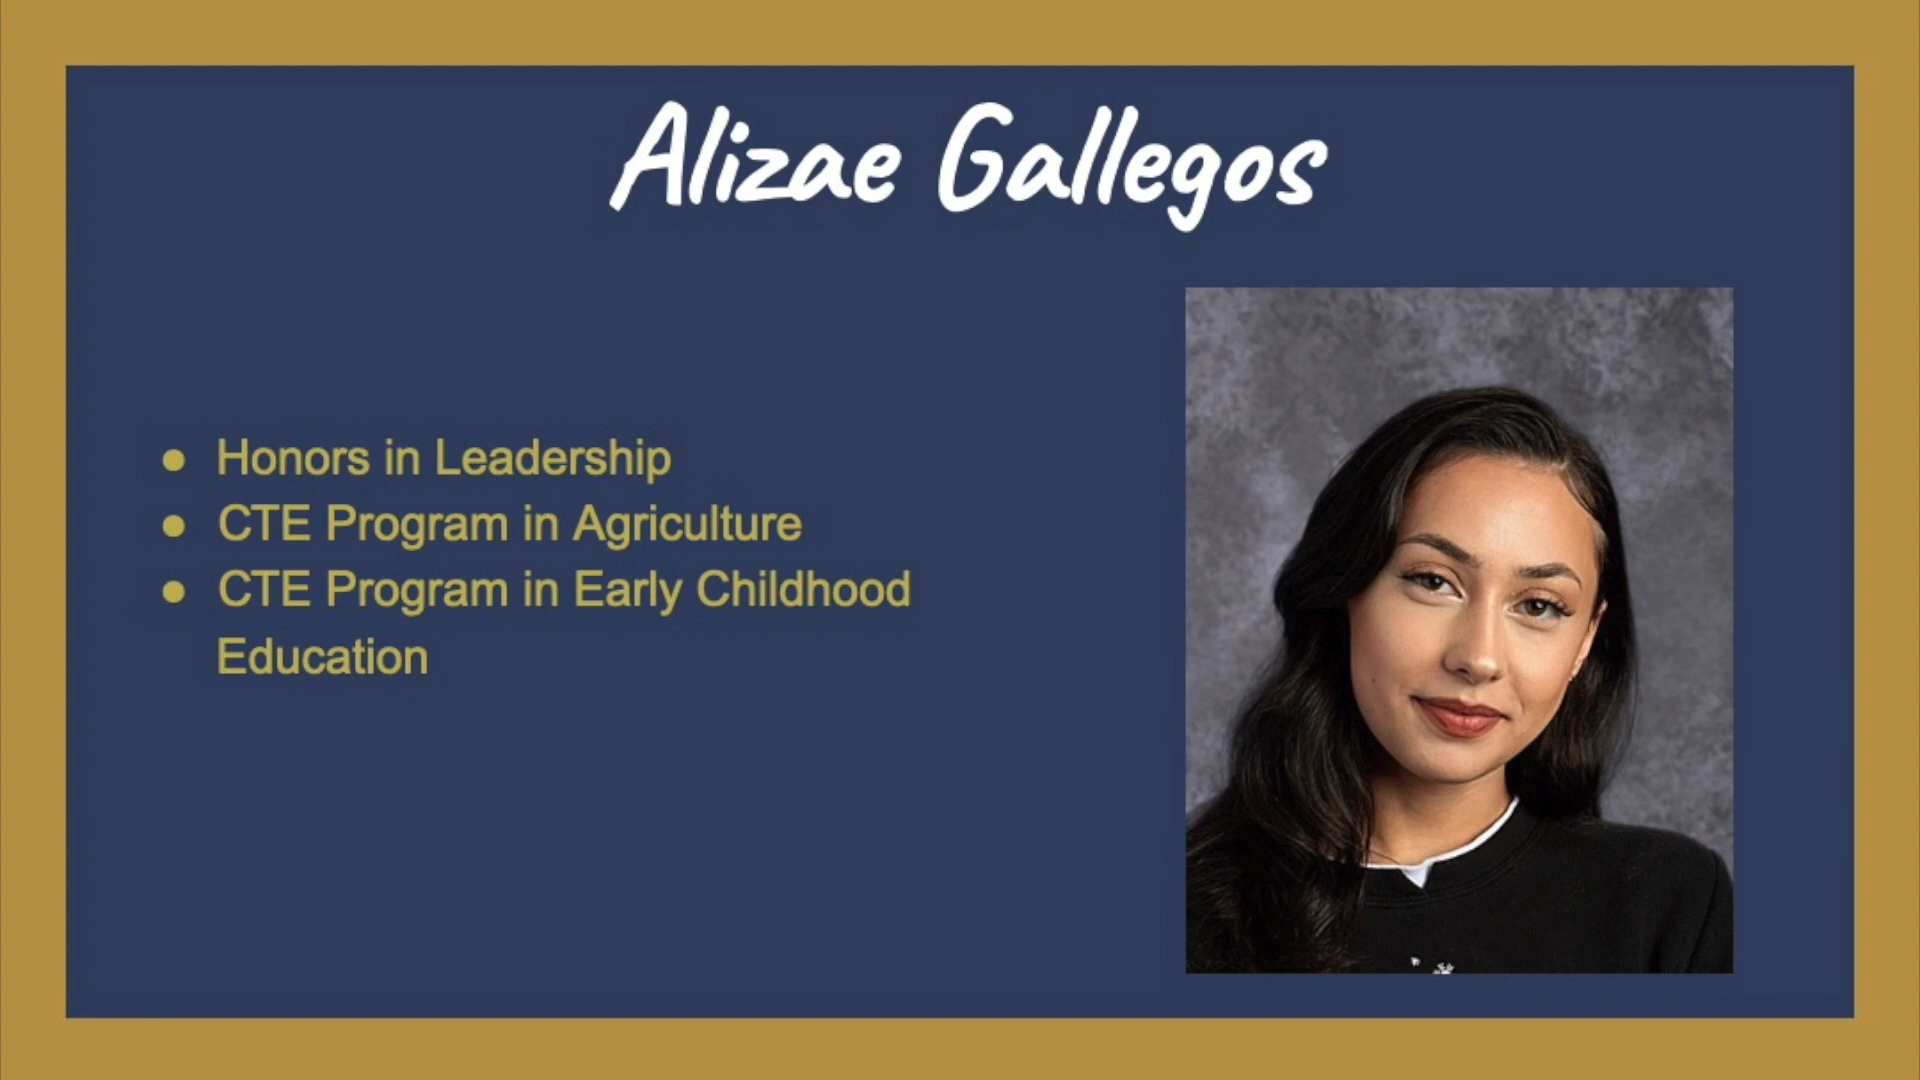 Alizae Gallegos
● Honors in Leadership
● CTE Program in Agriculture
● CTE Program in Early Childhood
Education